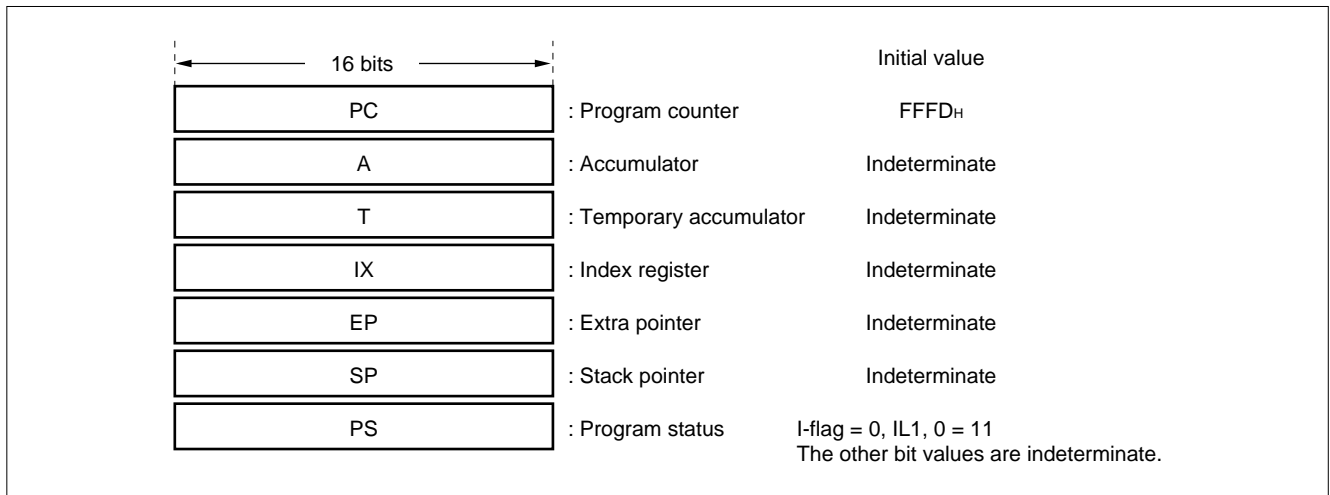 16 bits Initial value
PC : Program counter FFFDH
A : Accumulator Indeterminate
T : Temporary accumulator Indeterminate
IX : Index register Indeterminate
EP : Extra pointer Indeterminate
SP : Stack pointer Indeterminate
PS : Program status I-flag = 0, IL1, 0 = 11
The other bit values are indeterminate.